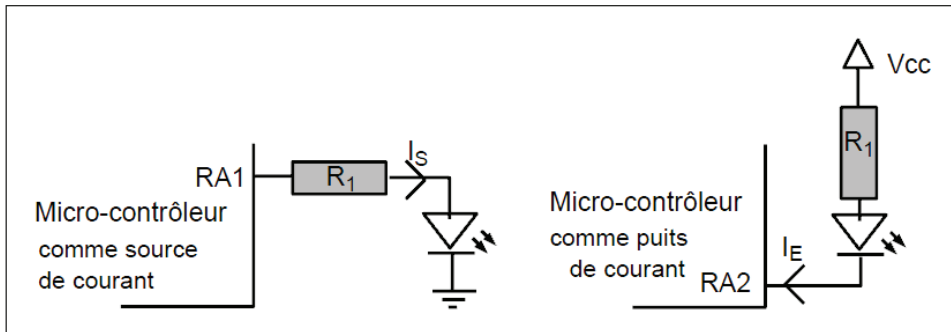 RA1
R1
IS
Micro-contrôleur
comme source
de courant
Vcc
R1
Micro-contrôleur
comme puits
de courant
IE
RA2